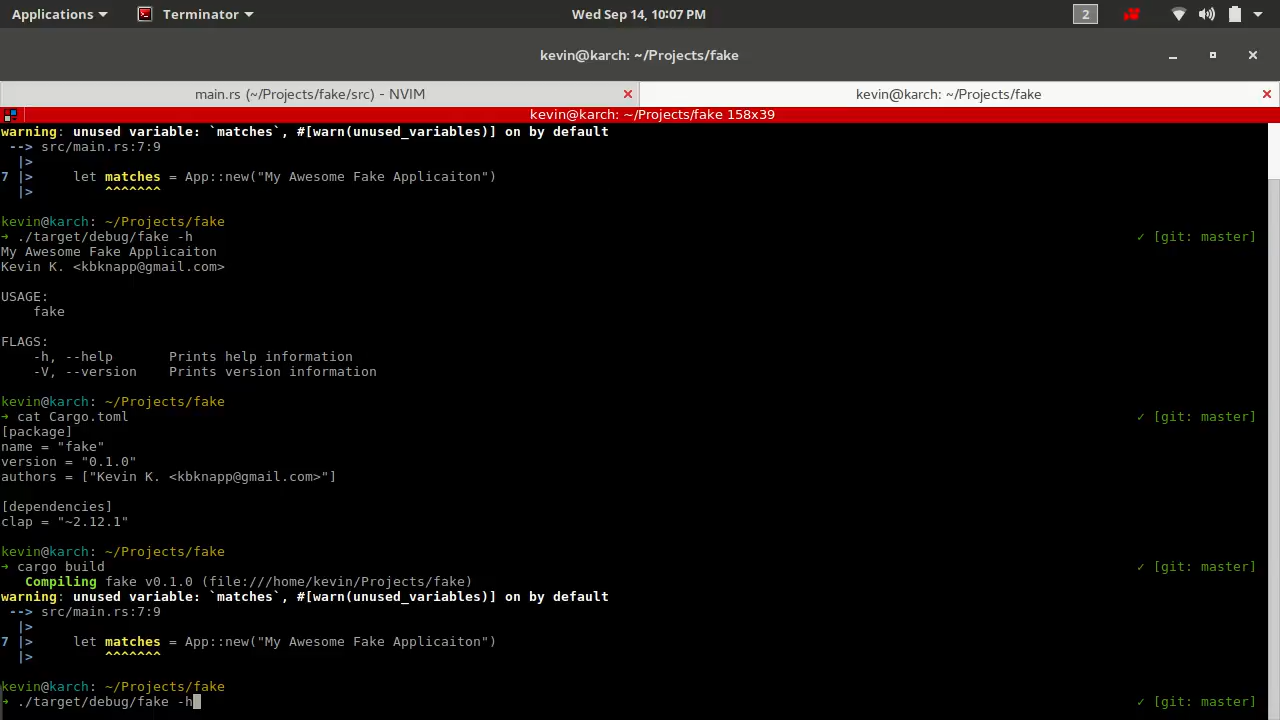 Applications Terminator Wed Sep 14, 10:07 PM 2
kevin@karch: ~/Projects/fake
main.rs (~/Projects/fake/src) - NVIM kevin@karch: ~/Projects/fake
kevin@karch: ~/Projects/fake 158x39
warning: unused variable: `matches`, #[warn(unused_variables)] on by default
 --> src/main.rs:7:9
  |>
7 |>     let matches = App::new("My Awesome Fake Applicaiton")
  |>         ^^^^^^^
kevin@karch: ~/Projects/fake
➜ ./target/debug/fake -h ✓ [git: master]
My Awesome Fake Applicaiton
Kevin K. <kbknapp@gmail.com>
USAGE:
    fake
FLAGS:
    -h, --help       Prints help information
    -V, --version    Prints version information
kevin@karch: ~/Projects/fake
➜ cat Cargo.toml ✓ [git: master]
[package]
name = "fake"
version = "0.1.0"
authors = ["Kevin K. <kbknapp@gmail.com>"]
[dependencies]
clap = "~2.12.1"
kevin@karch: ~/Projects/fake
➜ cargo build ✓ [git: master]
   Compiling fake v0.1.0 (file:///home/kevin/Projects/fake)
warning: unused variable: `matches`, #[warn(unused_variables)] on by default
 --> src/main.rs:7:9
  |>
7 |>     let matches = App::new("My Awesome Fake Applicaiton")
  |>         ^^^^^^^
kevin@karch: ~/Projects/fake
➜ ./target/debug/fake -h ✓ [git: master]